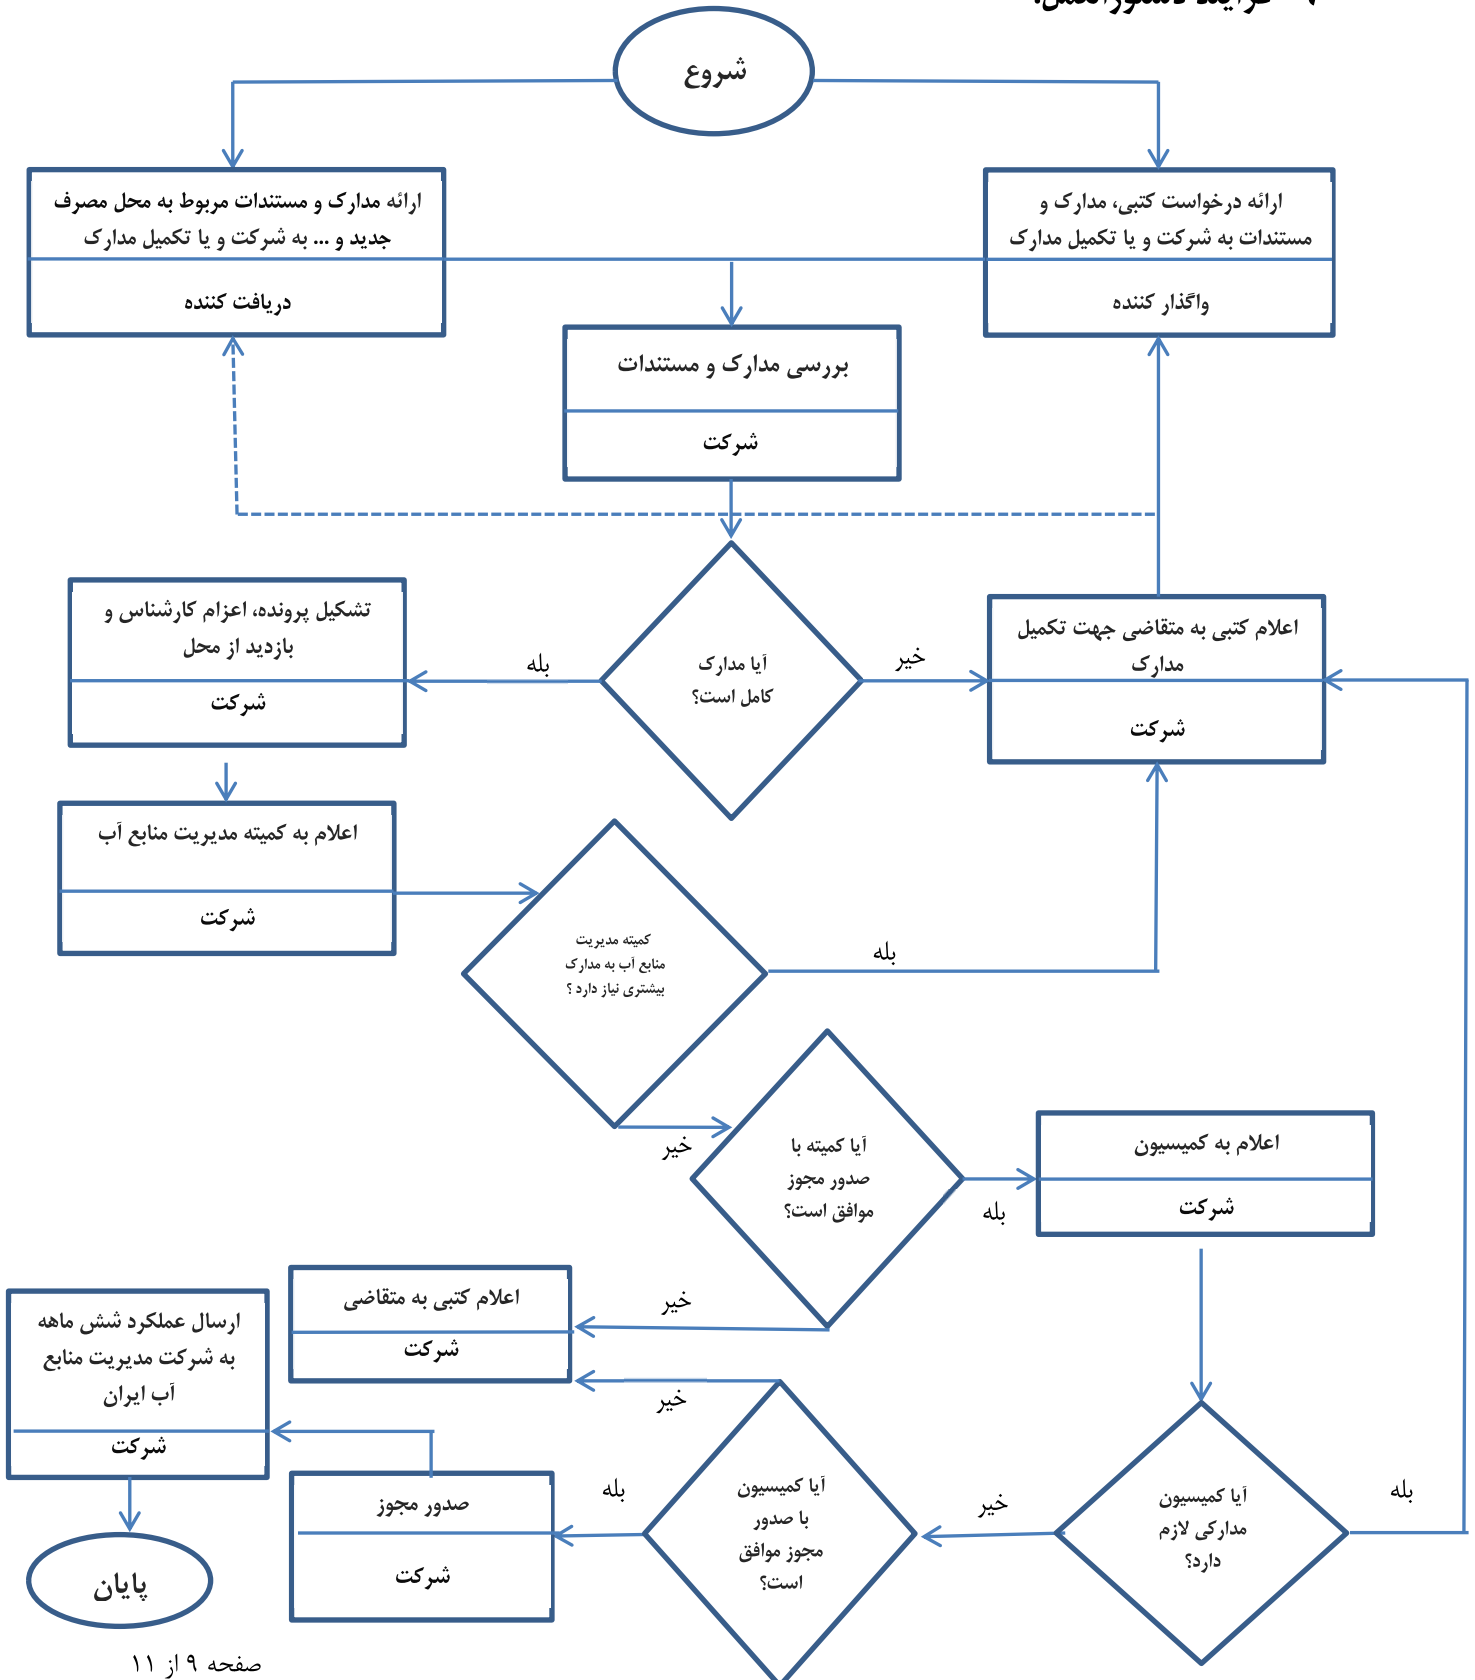 فرآیند دستورالعمل:
شروع
ارائه درخواست کتبی، مدارک و
مستندات به شرکت و یا تکمیل مدارک
واگذار کننده
ارائه مدارک و مستندات مربوط به محل مصرف
جدید و ... به شرکت و یا تکمیل مدارک
دریافت کننده
بررسی مدارک و مستندات
شرکت
آیا مدارک
کامل است؟
خیر
بله
اعلام کتبی به متقاضی جهت تکمیل
مدارک
شرکت
تشکیل پرونده، اعزام کارشناس و
بازدید از محل
شرکت
اعلام به کمیته مدیریت منابع آب
شرکت
کمیته مدیریت
منابع آب به مدارک
بیشتری نیاز دارد ؟
بله
خیر
آیا کمیته با
صدور مجوز
موافق است؟
بله
خیر
اعلام به کمیسیون
شرکت
اعلام کتبی به متقاضی
شرکت
آیا کمیسیون
مدارکی لازم
دارد؟
بله
خیر
آیا کمیسیون
با صدور
مجوز موافق
است؟
خیر
بله
صدور مجوز
شرکت
ارسال عملکرد شش ماهه
به شرکت مدیریت منابع
آب ایران
شرکت
پایان
صفحه ۹ از ۱۱